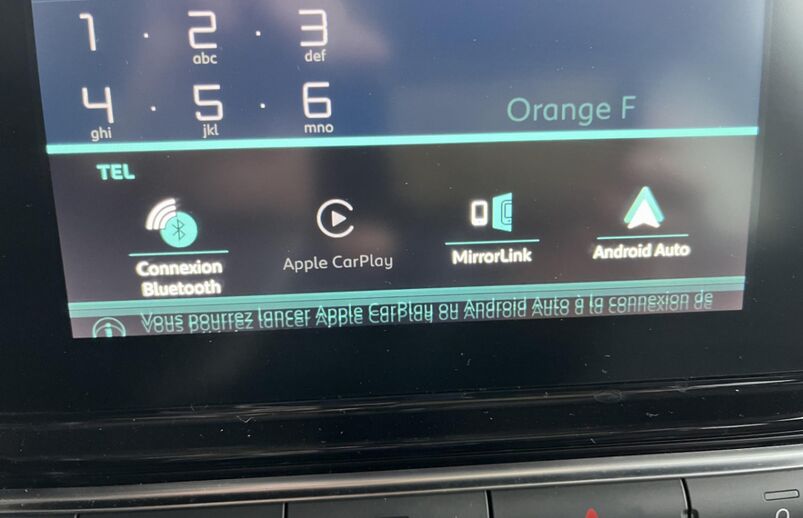 1 · 2 · 3
abc def
4 · 5 · 6
ghi jkl mno
Orange F
TEL
Connexion
Bluetooth
Apple CarPlay
MirrorLink
Android Auto
Vous pourrez lancer Apple CarPlay ou Android Auto à la connexion de